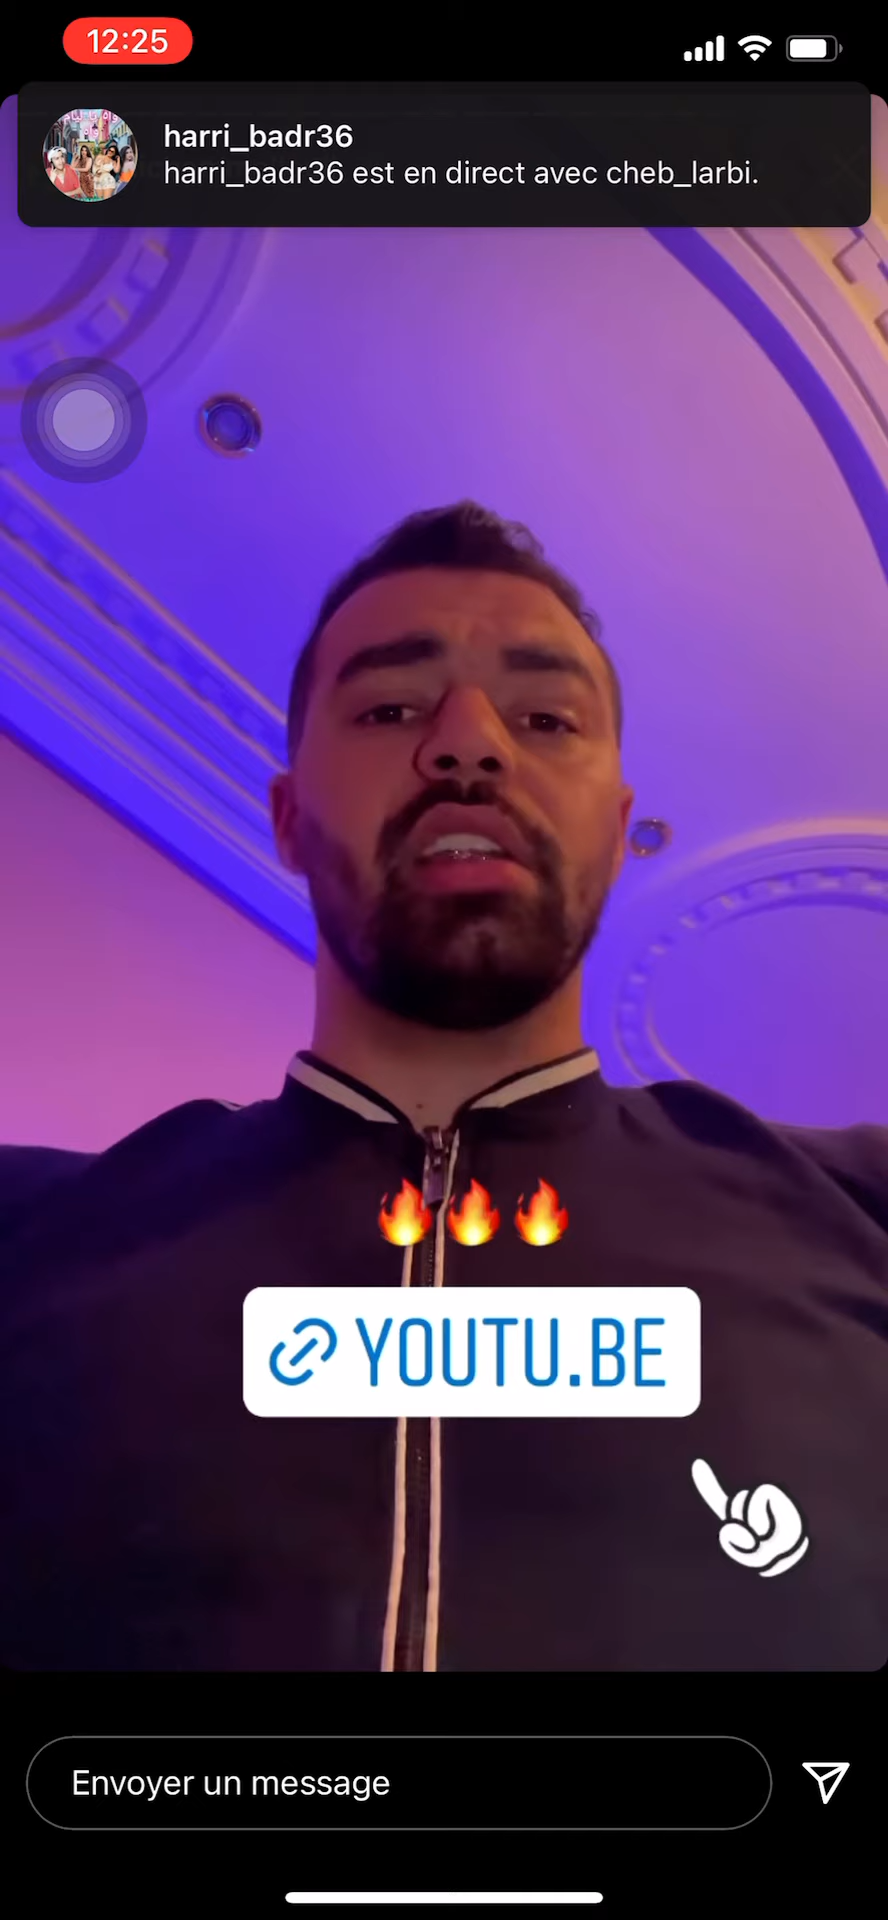 12:25
harri_badr36
harri_badr36 est en direct avec cheb_larbi.
YOUTU.BE
Envoyer un message